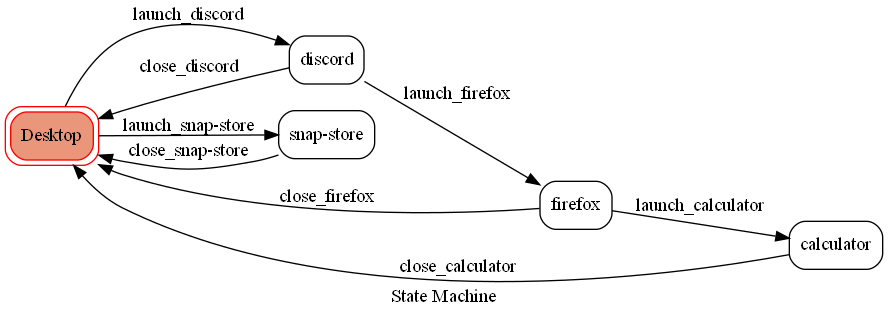 launch_discord
discord
close_discord
launch_firefox
Desktop
launch_snap-store
snap-store
close_snap-store
close_firefox
firefox
launch_calculator
calculator
close_calculator
State Machine